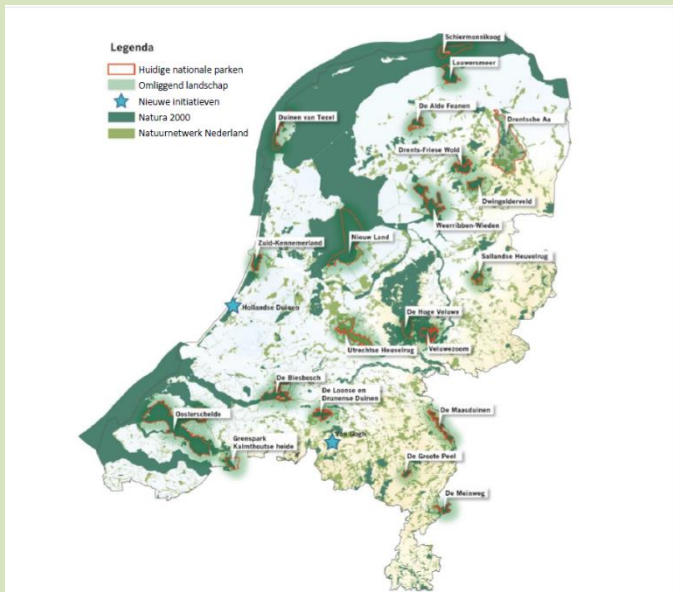 Legenda
Huidige nationale parken
Omliggend landschap
Nieuwe initiatieven
Natura 2000
Natuurnetwerk Nederland
Schiermonnikoog
Lauwersmeer
De Alde Feanen
Duinen van Texel
Drentsche Aa
Drents-Friese Wold
Dwingelderveld
Weerribben-Wieden
Zuid-Kennemerland
Nieuw Land
Sallandse Heuvelrug
Hollandse Duinen
De Hoge Veluwe
Utrechtse Heuvelrug
Veluwezoom
De Biesbosch
De Loonse en
Drunense Duinen
De Maasduinen
Oosterschelde
Van Gogh
Grenspark
Kalmthoutse heide
De Groote Peel
De Meinweg